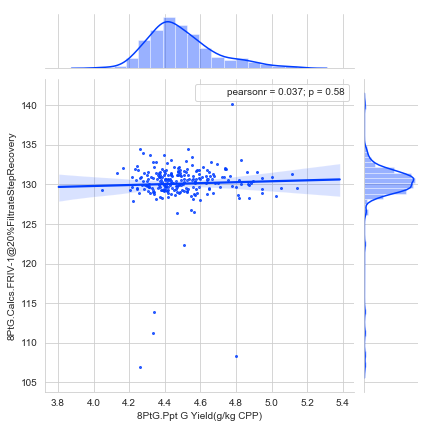 pearsonr = 0.037; p = 0.58
8PtG.Calcs.FRIV-1@20%FiltrateStepRecovery
140
135
130
125
120
115
110
105
3.8 4.0 4.2 4.4 4.6 4.8 5.0 5.2 5.4
8PtG.Ppt G Yield(g/kg CPP)